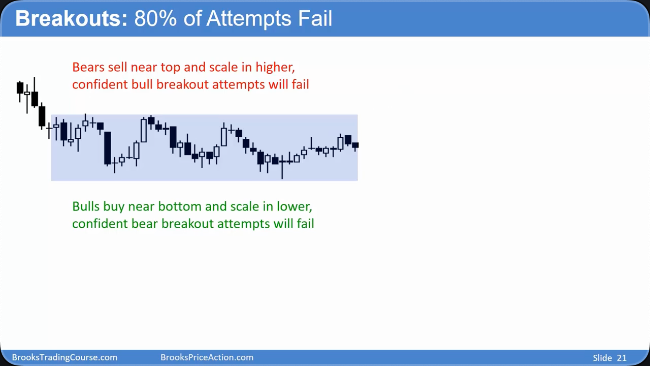 Breakouts: 80% of Attempts Fail
Bears sell near top and scale in higher,
confident bull breakout attempts will fail
Bulls buy near bottom and scale in lower,
confident bear breakout attempts will fail
BrooksTradingCourse.com
BrooksPriceAction.com
Slide 21